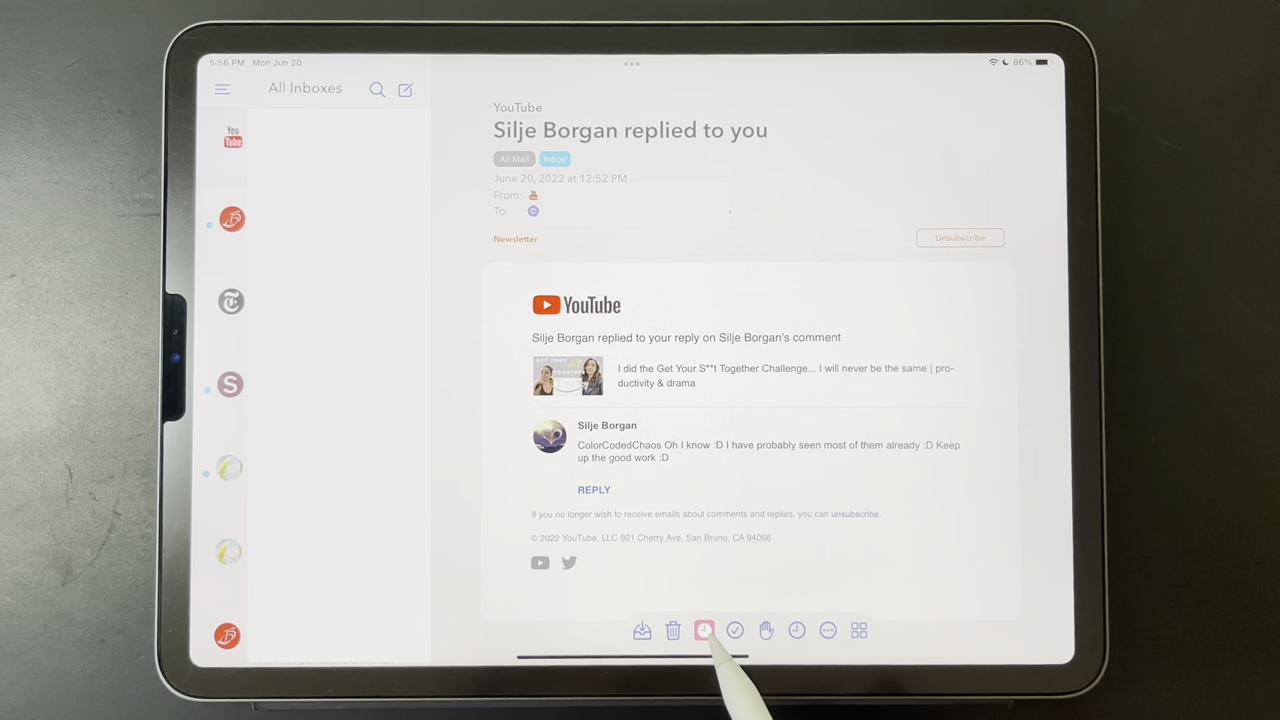 5:56 PM Mon Jun 20
86%
All Inboxes
You
Tube
YouTube
Silje Borgan replied to you
All Mail Inbox
June 20, 2022 at 12:52 PM
From:
To: C
Newsletter
Unsubscribe
YouTube
Silje Borgan replied to your reply on Silje Borgan's comment
GET YOUR
TOGETHER
I did the Get Your S**t Together Challenge... I will never be the same | pro-
ductivity & drama
Silje Borgan
ColorCodedChaos Oh I know :D I have probably seen most of them already :D Keep
up the good work :D
REPLY
If you no longer wish to receive emails about comments and replies, you can unsubscribe.
© 2022 YouTube, LLC 901 Cherry Ave, San Bruno, CA 94066
B
T
S
B